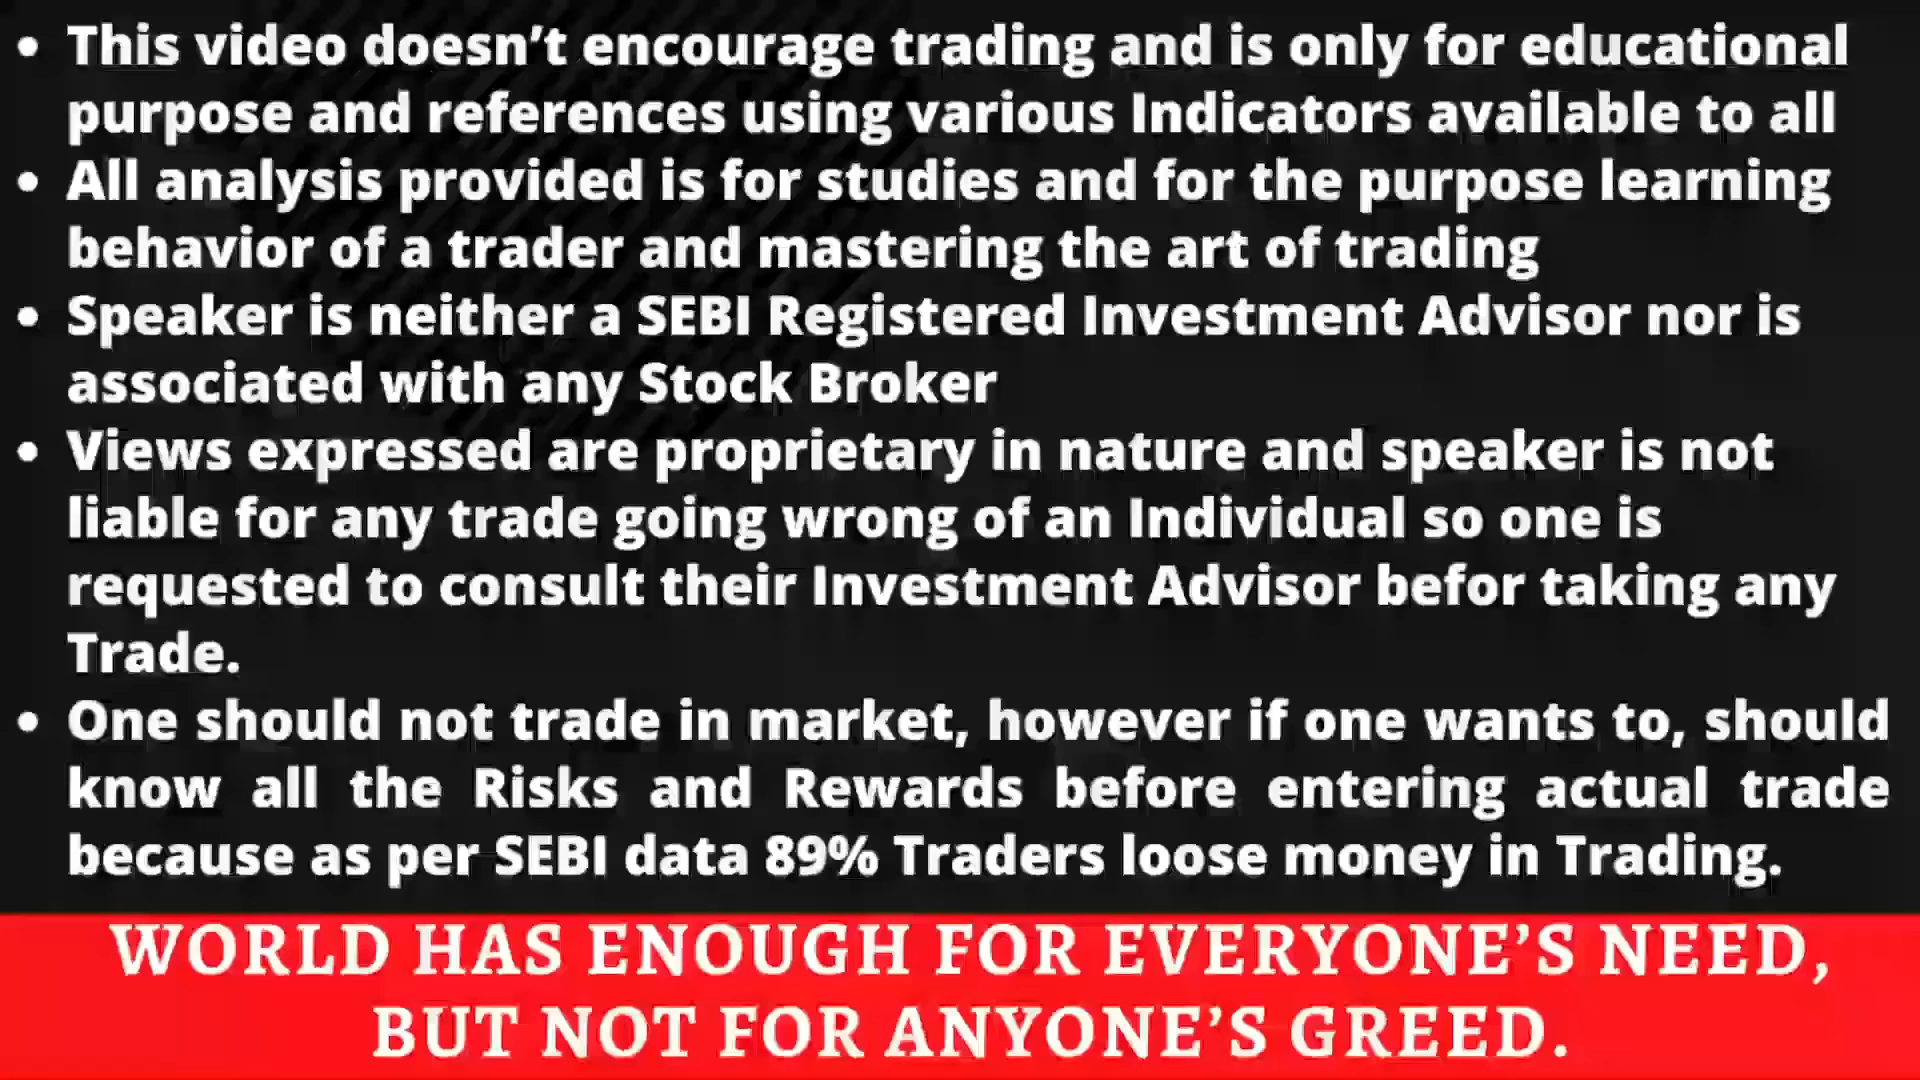 • This video doesn’t encourage trading and is only for educational
purpose and references using various Indicators available to all
• All analysis provided is for studies and for the purpose learning
behavior of a trader and mastering the art of trading
• Speaker is neither a SEBI Registered Investment Advisor nor is
associated with any Stock Broker
• Views expressed are proprietary in nature and speaker is not
liable for any trade going wrong of an Individual so one is
requested to consult their Investment Advisor befor taking any
Trade.
• One should not trade in market, however if one wants to, should
know all the Risks and Rewards before entering actual trade
because as per SEBI data 89% Traders loose money in Trading.
WORLD HAS ENOUGH FOR EVERYONE’S NEED,
BUT NOT FOR ANYONE’S GREED.